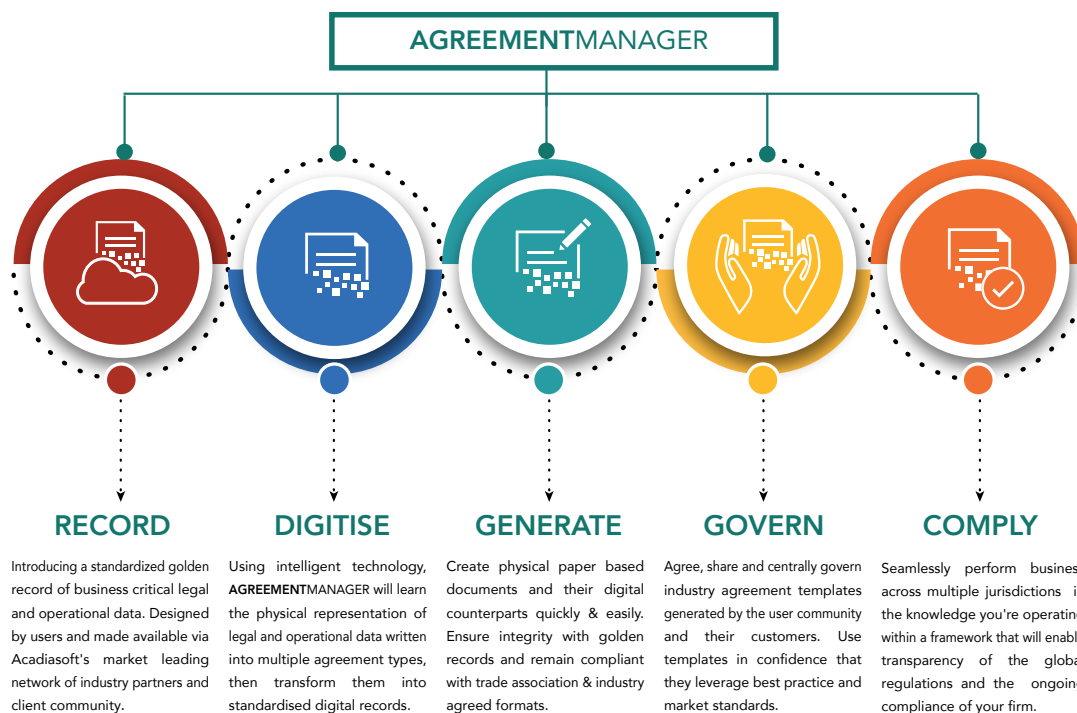 AGREEMENTMANAGER
RECORD
Introducing a standardized golden
record of business critical legal
and operational data. Designed
by users and made available via
Acadiasoft's market leading
network of industry partners and
client community.
DIGITISE
Using intelligent technology,
AGREEMENTMANAGER will learn
the physical representation of
legal and operational data written
into multiple agreement types,
then transform them into
standardised digital records.
GENERATE
Create physical paper based
documents and their digital
counterparts quickly & easily.
Ensure integrity with golden
records and remain compliant
with trade association & industry
agreed formats.
GOVERN
Agree, share and centrally govern
industry agreement templates
generated by the user community
and their customers. Use
templates in confidence that
they leverage best practice and
market standards.
COMPLY
Seamlessly perform busines
across multiple jurisdictions i
the knowledge you're operating
within a framework that will enabl
transparency of the globa
regulations and the ongoing
compliance of your firm.